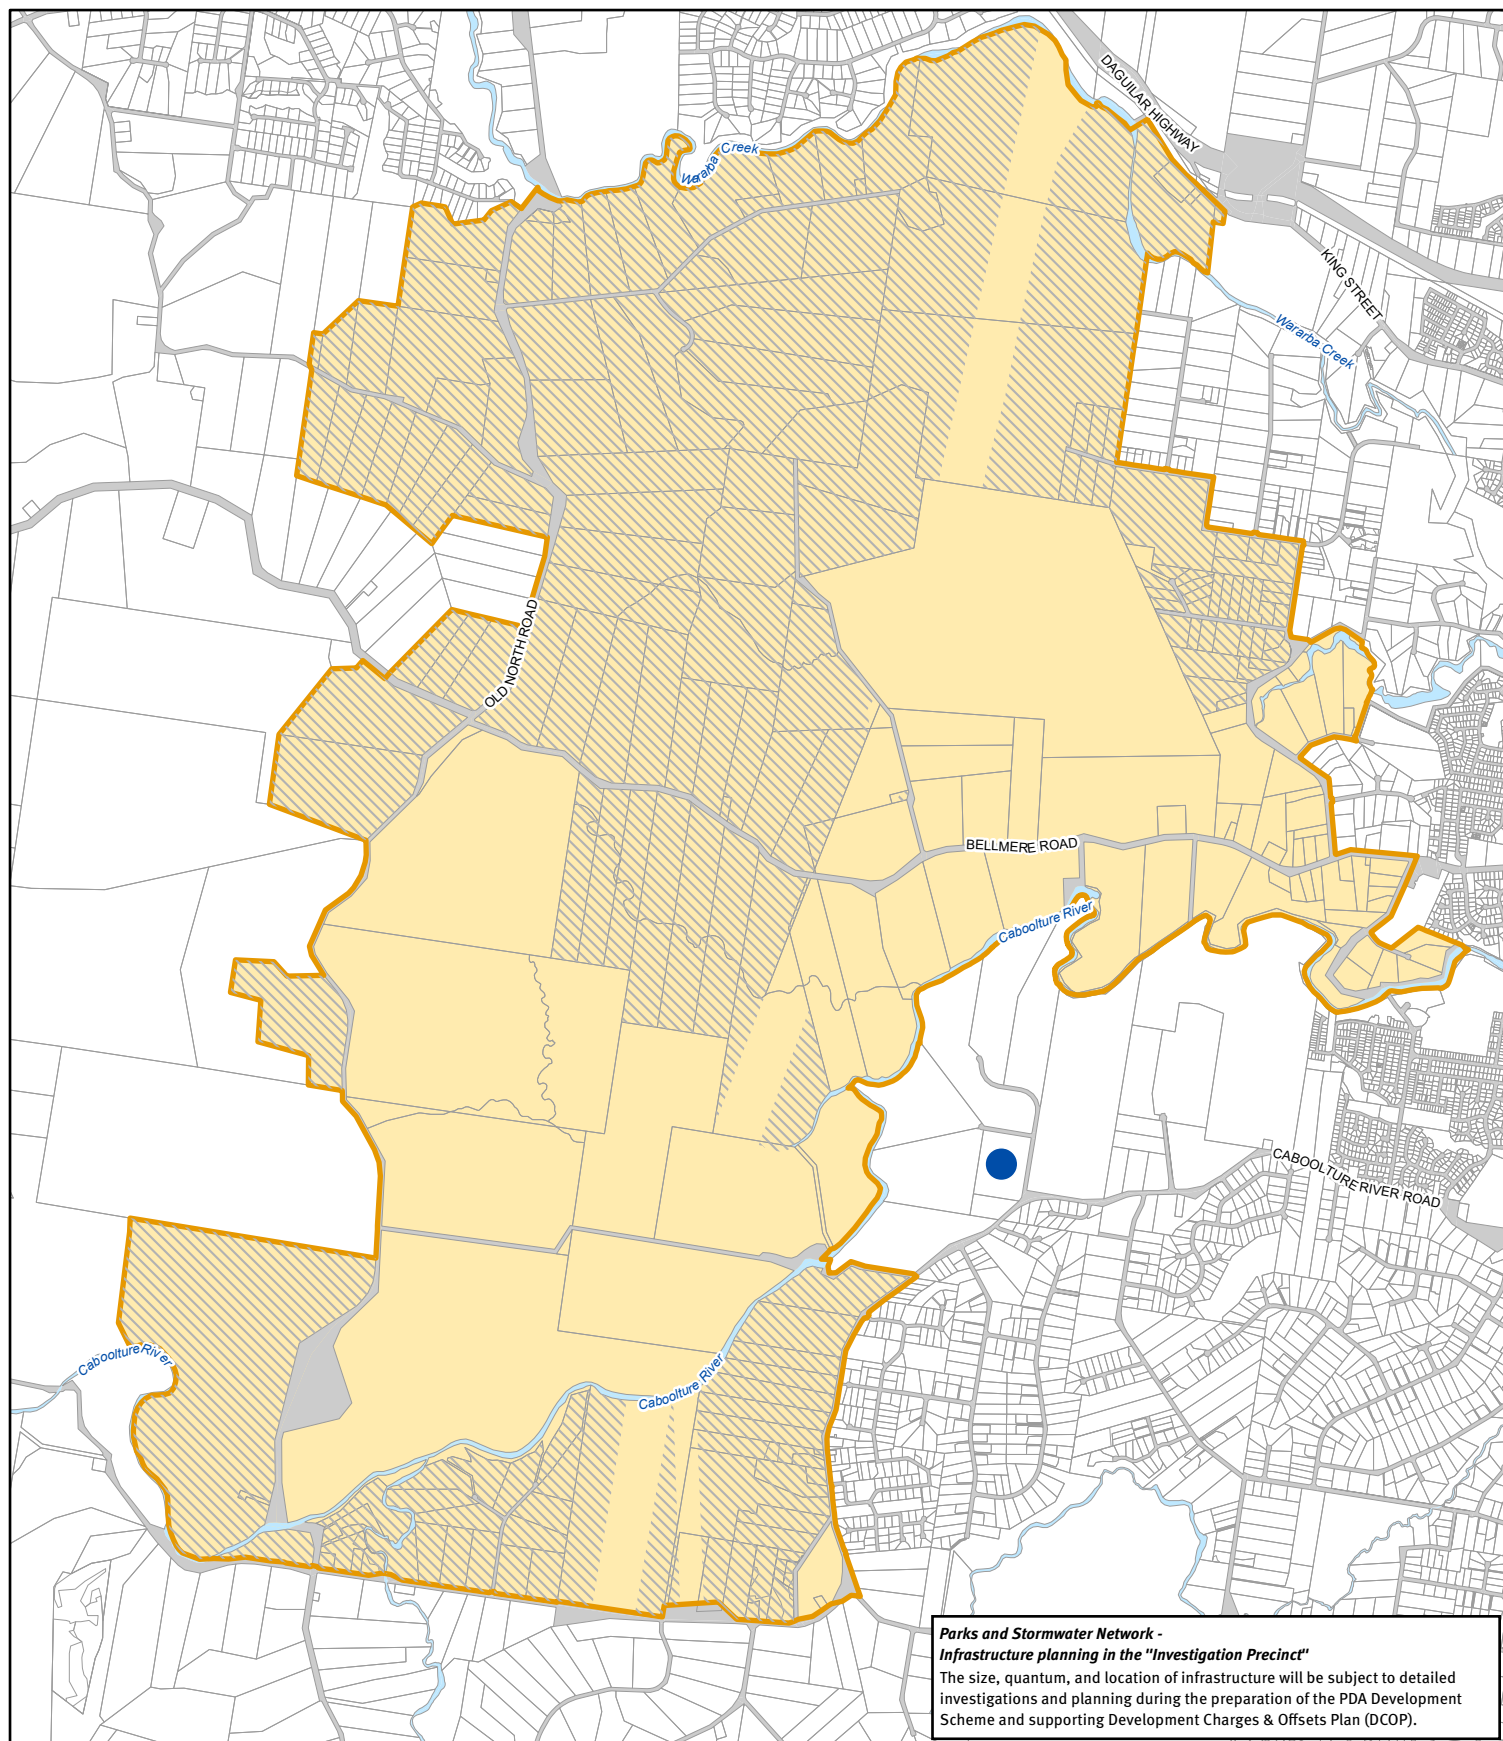 DAGUILAR HIGHWAY
Wararba Creek
KING STREET
Wararba Creek
OLD NORTH ROAD
BELLMERE ROAD
Caboolture River
CABOOLTURE RIVER ROAD
Caboolture River
Caboolture River
Parks and Stormwater Network -
Infrastructure planning in the "Investigation Precinct"
The size, quantum, and location of infrastructure will be subject to detailed
investigations and planning during the preparation of the PDA Development
Scheme and supporting Development Charges & Offsets Plan (DCOP).